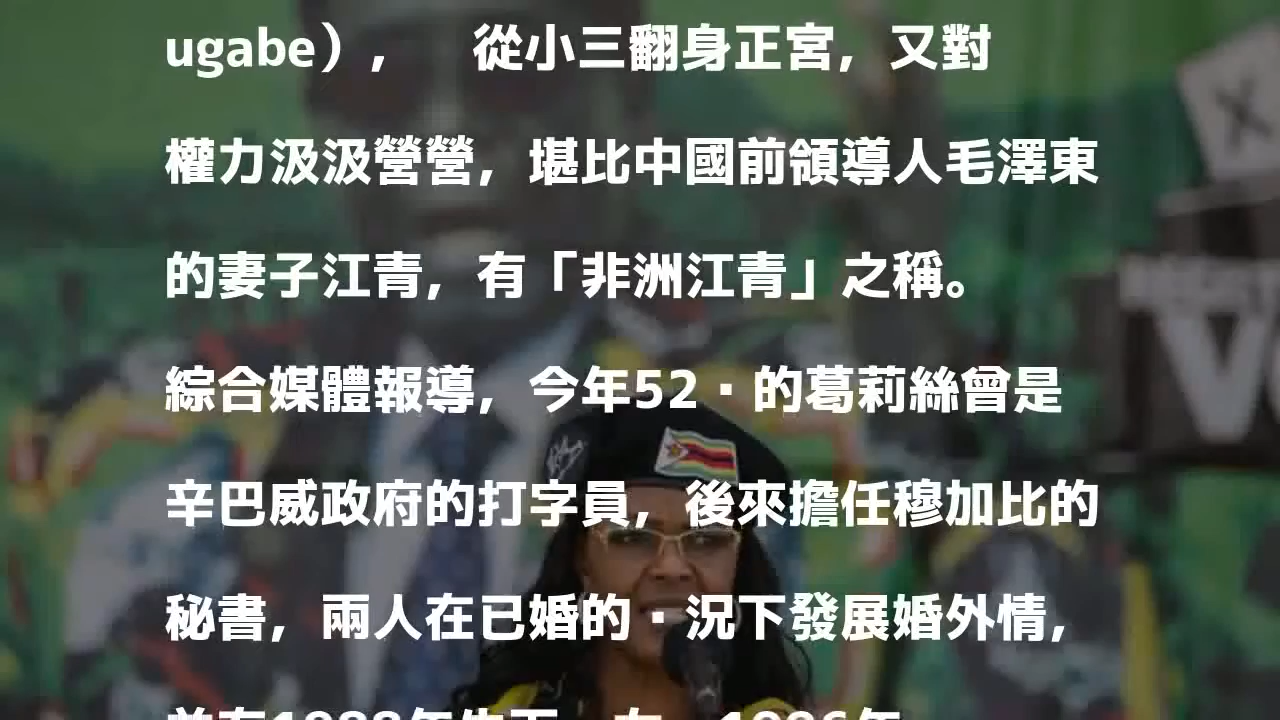 ugabe），　從小三翻身正宮，又對
權力汲汲營營，堪比中國前領導人毛澤東
的妻子江青，有「非洲江青」之稱。
綜合媒體報導，今年52·的葛莉絲曾是
辛巴威政府的打字員，後來擔任穆加比的
秘書，兩人在已婚的·況下發展婚外情，